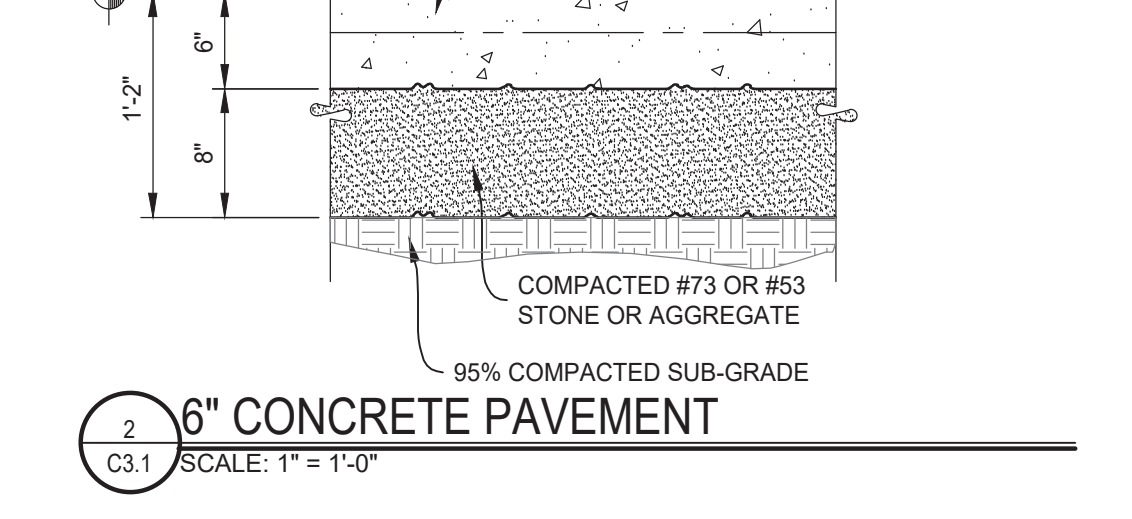 6"
1'-2"
8"
COMPACTED #73 OR #53
STONE OR AGGREGATE
95% COMPACTED SUB-GRADE
2
6" CONCRETE PAVEMENT
C3.1
SCALE: 1" = 1'-0"